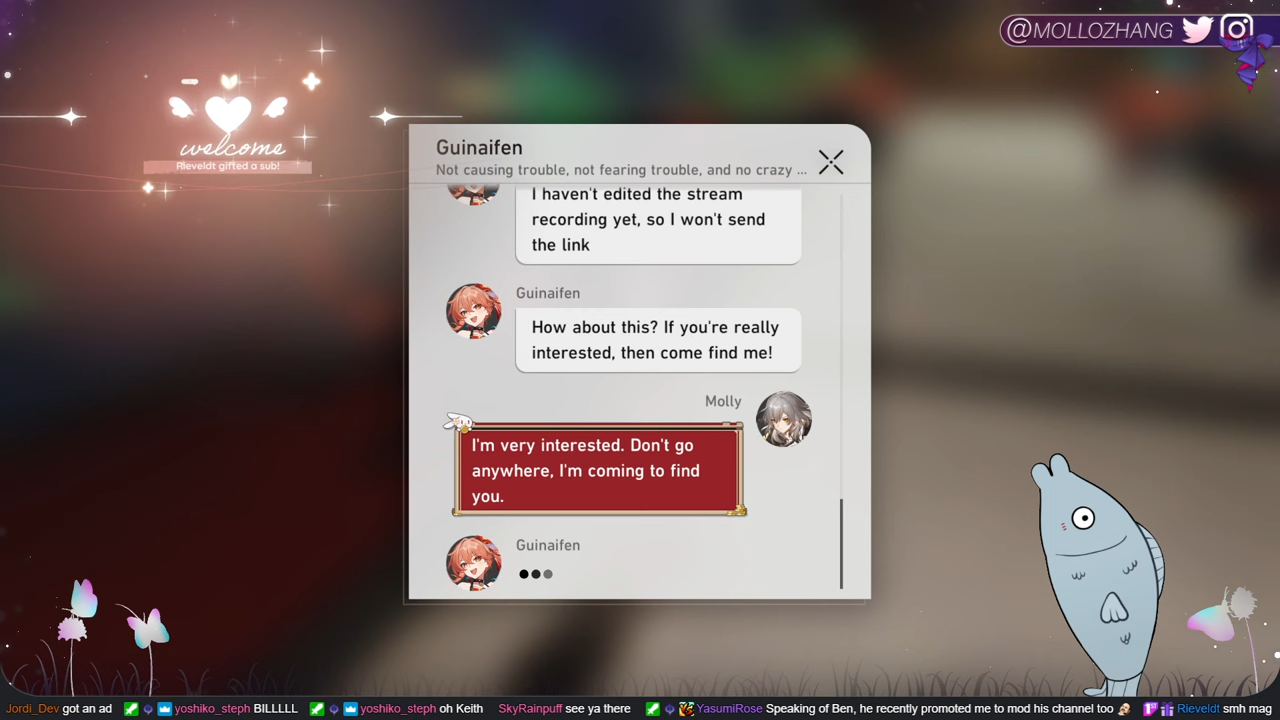 @MOLLOZHANG
welcome
Rieveldt gifted a sub!
Guinaifen
Not causing trouble, not fearing trouble, and no crazy ...
I haven't edited the stream
recording yet, so I won't send
the link
Guinaifen
How about this? If you're really
interested, then come find me!
Molly
I'm very interested. Don't go
anywhere, I'm coming to find
you.
Guinaifen
Jordi_Dev got an ad yoshiko_steph BILLLLL yoshiko_steph oh Keith SkyRainpuff see ya there YasumiRose Speaking of Ben, he recently promoted me to mod his channel too Rieveldt smh mag